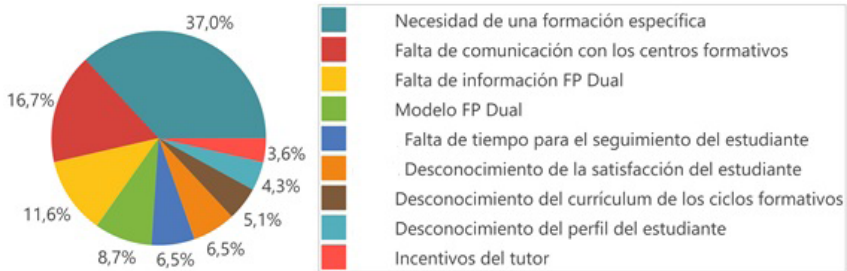 37,0%
16,7%
11,6%
8,7%
6,5%
6,5%
5,1%
4,3%
3,6%
Necesidad de una formación específica
Falta de comunicación con los centros formativos
Falta de información FP Dual
Modelo FP Dual
Falta de tiempo para el seguimiento del estudiante
Desconocimiento de la satisfacción del estudiante
Desconocimiento del currículum de los ciclos formativos
Desconocimiento del perfil del estudiante
Incentivos del tutor